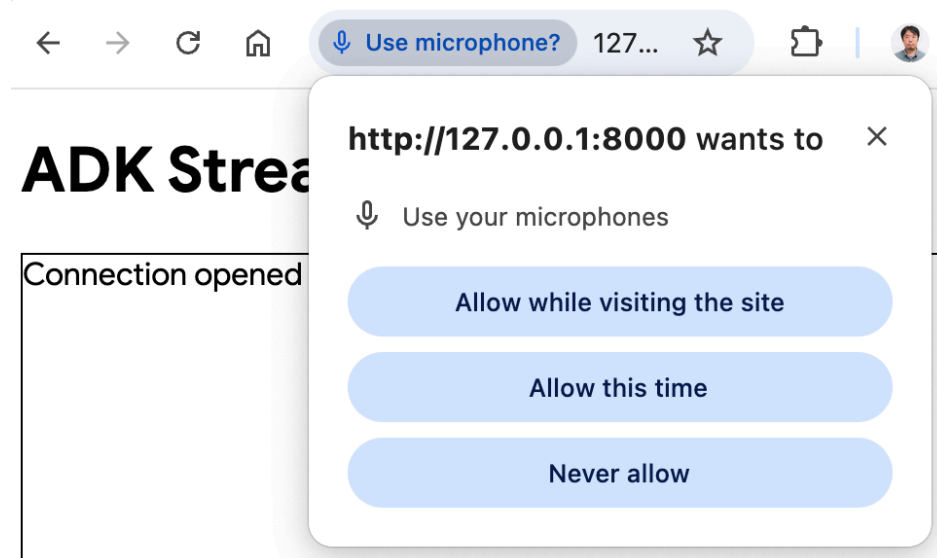 Use microphone?
127...
http://127.0.0.1:8000 wants to
ADK Strea
Use your microphones
Connection opened
Allow while visiting the site
Allow this time
Never allow